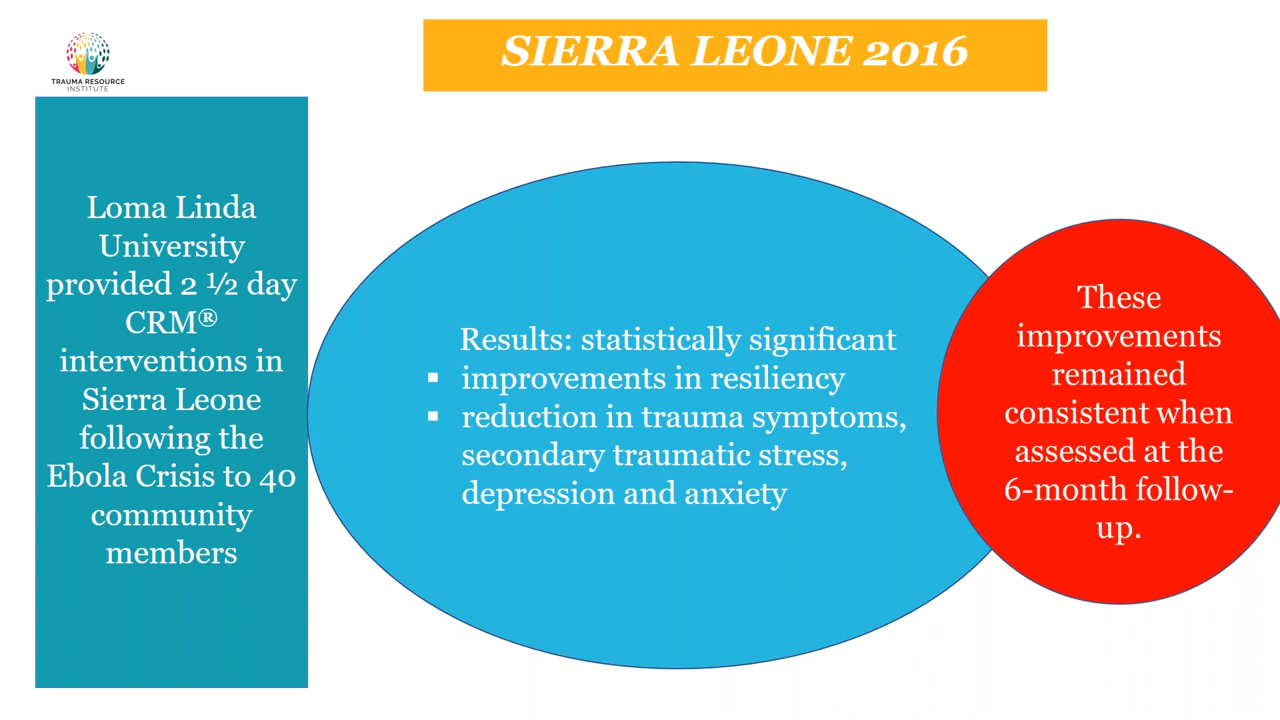 SIERRA LEONE 2016
TRAUMA RESOURCE
INSTITUTE
Loma Linda
University
provided 2 ½ day
CRM®
interventions in
Sierra Leone
following the
Ebola Crisis to 40
community
members
Results: statistically significant
▪ improvements in resiliency
▪ reduction in trauma symptoms,
secondary traumatic stress,
depression and anxiety
These
improvements
remained
consistent when
assessed at the
6-month follow-
up.